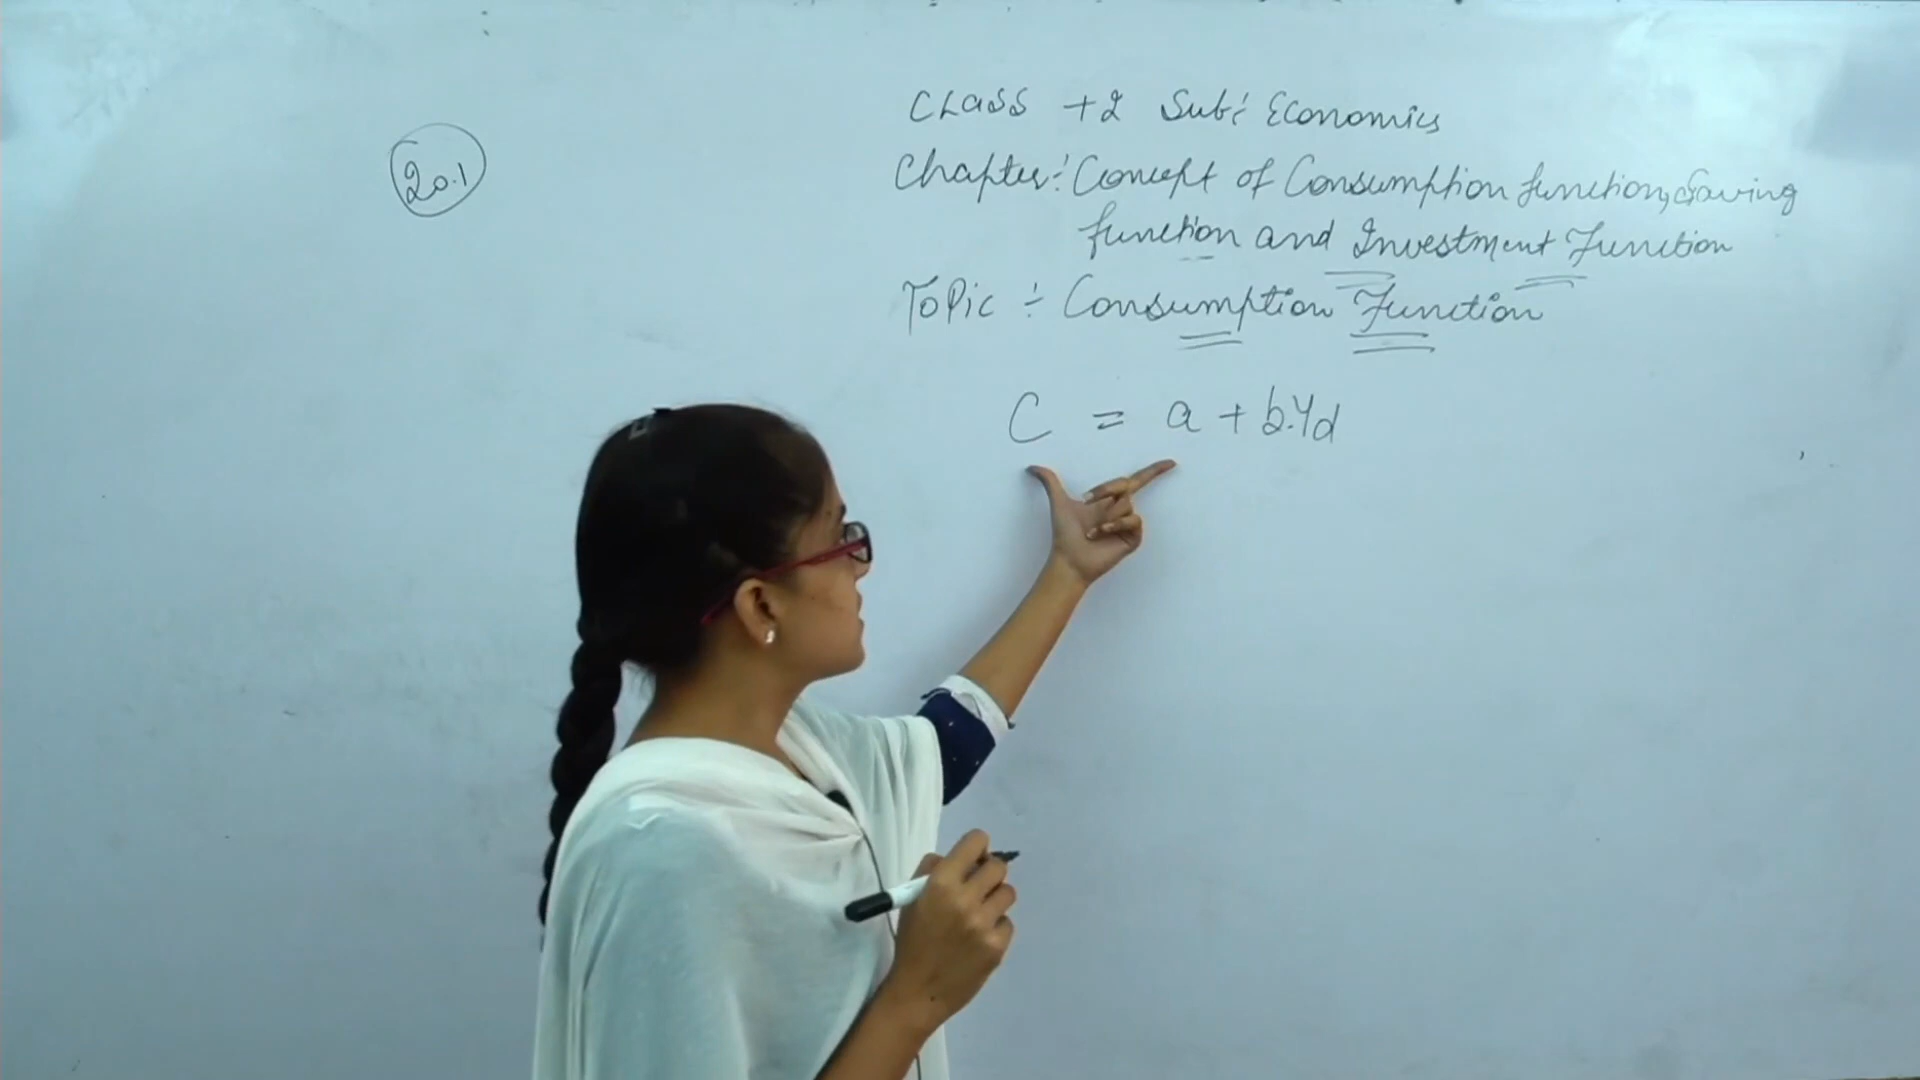 20.1
Class +2 Sub: Economics
Chapter: Concept of Consumption function, Saving
function and Investment Function
Topic ÷ Consumption Function
C = a + b.Yd